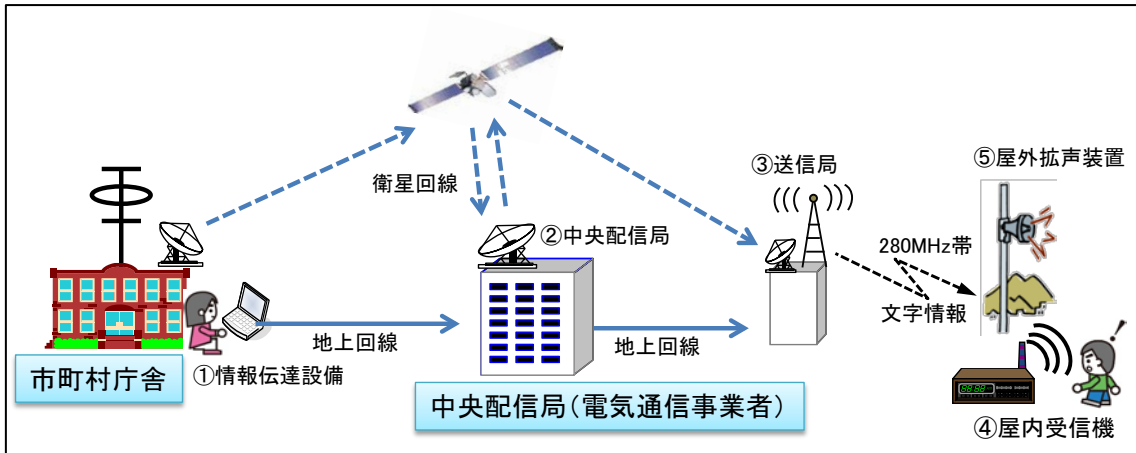 衛星回線
③送信局
⑤屋外拡声装置
②中央配信局
280MHz帯
文字情報
地上回線
地上回線
①情報伝達設備
市町村庁舎
中央配信局(電気通信事業者)
④屋内受信機